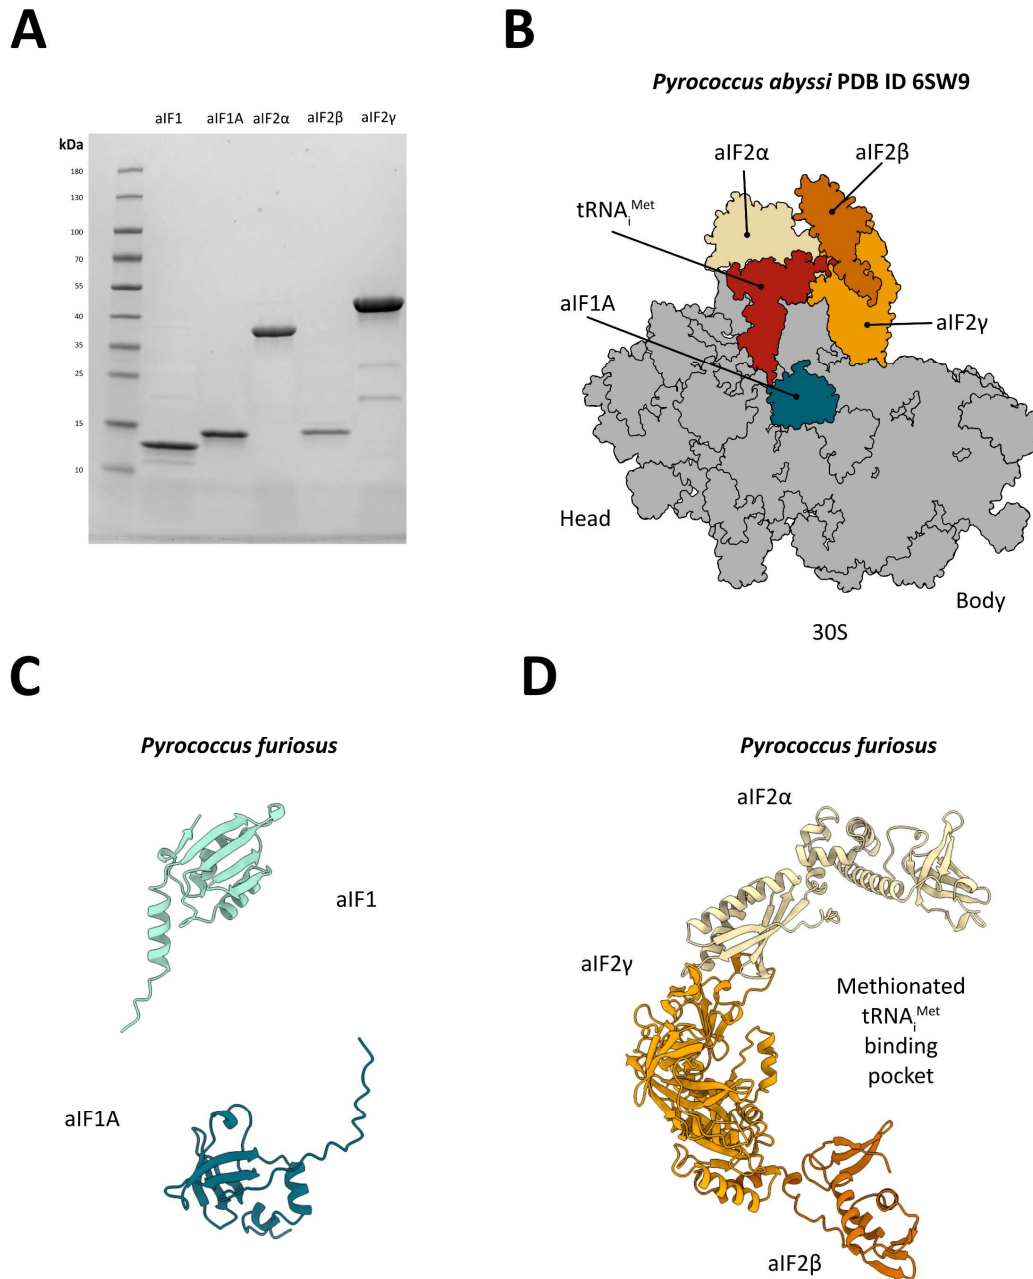 A
aIF1 aIF1A aIF2α aIF2β aIF2γ
kDa
180
130
100
70
55
40
35
25
15
10
B
Pyrococcus abyssi PDB ID 6SW9
aIF2α
aIF2β
tRNAiMet
aIF1A
aIF2γ
Head
Body
30S
C
Pyrococcus furiosus
aIF1
aIF1A
D
Pyrococcus furiosus
aIF2α
aIF2γ
Methionated
tRNAiMet
binding
pocket
aIF2β